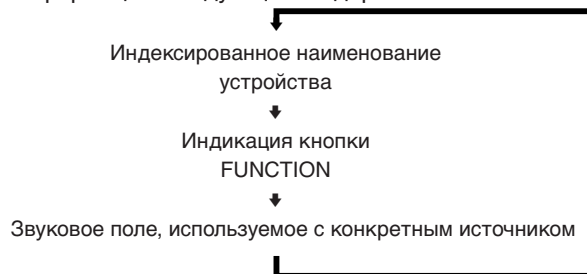 Индексированное наименование
устройства
Индикация кнопки
FUNCTION
Звуковое поле, используемое с конкретным источником